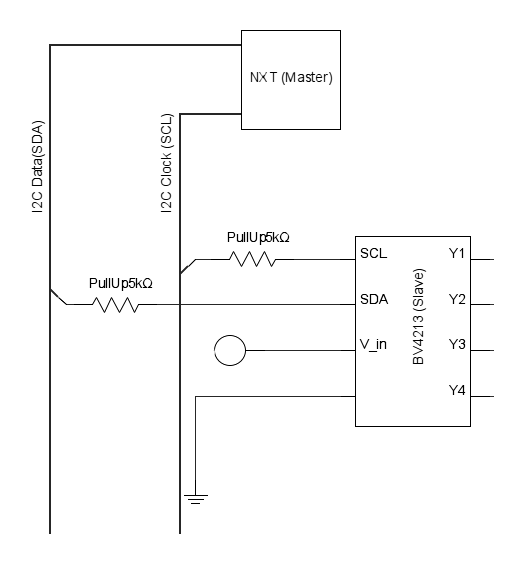 NXT (Master)
I2C Data(SDA)
I2C Clock (SCL)
PullUp5kΩ
PullUp5kΩ
SCL
Y1
SDA
Y2
V_in
Y3
Y4
BV4213 (Slave)